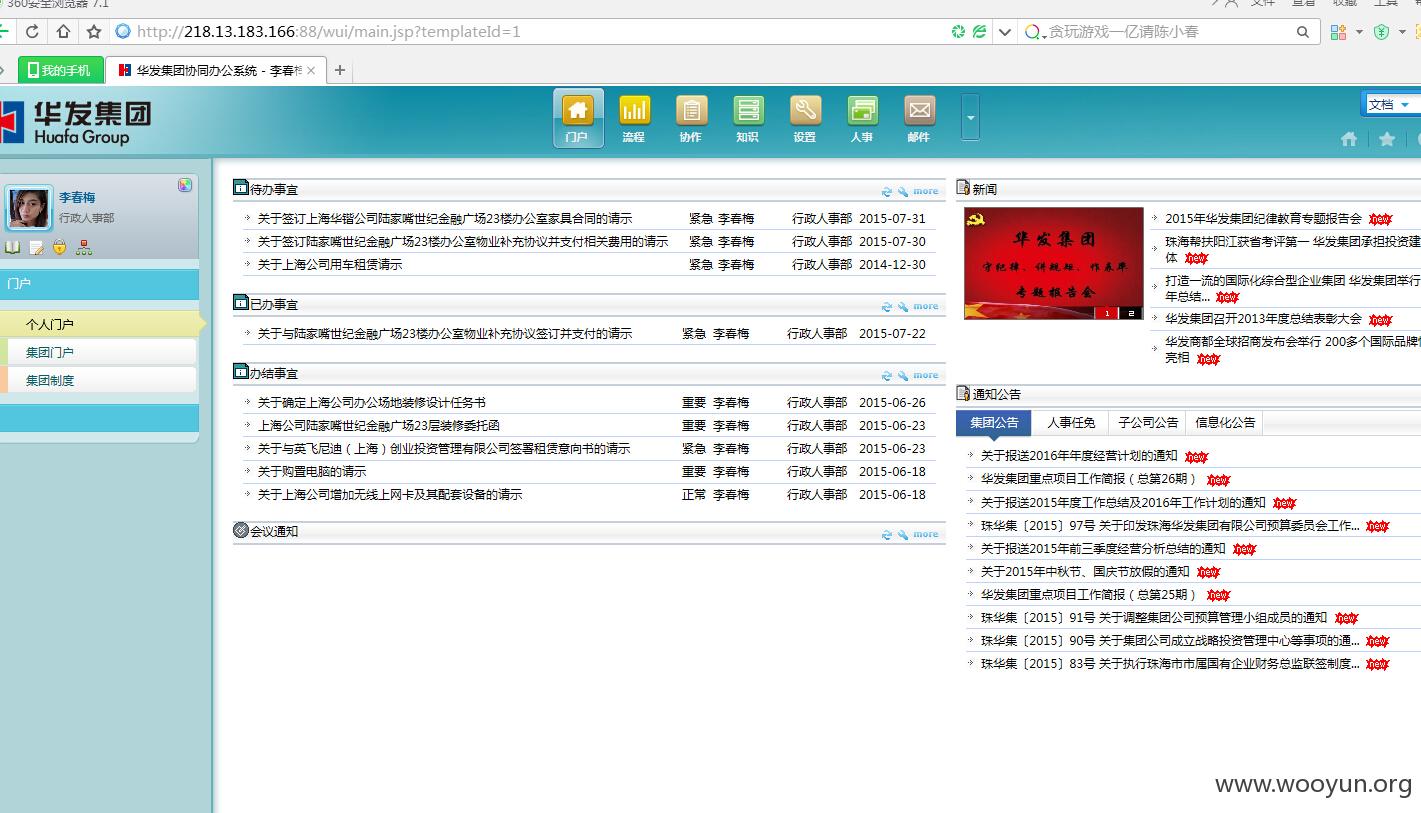 360安全浏览器 7.1
文件 查看 收藏 工具
http://218.13.183.166:88/wui/main.jsp?templateId=1
贪玩游戏一亿请陈小春
我的手机
华发集团协同办公系统 - 李春梅
华发集团
Huafa Group
门户 流程 协作 知识 设置 人事 邮件
文档
李春梅
行政人事部
门户
个人门户
集团门户
集团制度
待办事宜 more
关于签订上海华锴公司陆家嘴世纪金融广场23楼办公室家具合同的请示 紧急 李春梅 行政人事部 2015-07-31
关于签订陆家嘴世纪金融广场23楼办公室物业补充协议并支付相关费用的请示 紧急 李春梅 行政人事部 2015-07-30
关于上海公司用车租赁请示 紧急 李春梅 行政人事部 2014-12-30
已办事宜 more
关于与陆家嘴世纪金融广场23楼办公室物业补充协议签订并支付的请示 紧急 李春梅 行政人事部 2015-07-22
办结事宜 more
关于确定上海公司办公场地装修设计任务书 重要 李春梅 行政人事部 2015-06-26
上海公司陆家嘴世纪金融广场23层装修委托函 重要 李春梅 行政人事部 2015-06-23
关于与英飞尼迪（上海）创业投资管理有限公司签署租赁意向书的请示 紧急 李春梅 行政人事部 2015-06-23
关于购置电脑的请示 重要 李春梅 行政人事部 2015-06-18
关于上海公司增加无线上网卡及其配套设备的请示 正常 李春梅 行政人事部 2015-06-18
会议通知 more
新闻
华发集团
守纪律、讲规矩、作表率
专题报告会
1 2
2015年华发集团纪律教育专题报告会 new
珠海帮扶阳江获省考评第一 华发集团承担投资建
体 new
打造一流的国际化综合型企业集团 华发集团举行
年总结... new
华发集团召开2013年度总结表彰大会 new
华发商都全球招商发布会举行 200多个国际品牌
亮相 new
通知公告
集团公告 人事任免 子公司公告 信息化公告
关于报送2016年年度经营计划的通知 new
华发集团重点项目工作简报（总第26期） new
关于报送2015年度工作总结及2016年工作计划的通知 new
珠华集〔2015〕97号 关于印发珠海华发集团有限公司预算委员会工作... new
关于报送2015年前三季度经营分析总结的通知 new
关于2015年中秋节、国庆节放假的通知 new
华发集团重点项目工作简报（总第25期） new
珠华集〔2015〕91号 关于调整集团公司预算管理小组成员的通知 new
珠华集〔2015〕90号 关于集团公司成立战略投资管理中心等事项的通... new
珠华集〔2015〕83号 关于执行珠海市市属国有企业财务总监联签制度... new
www.wooyun.org